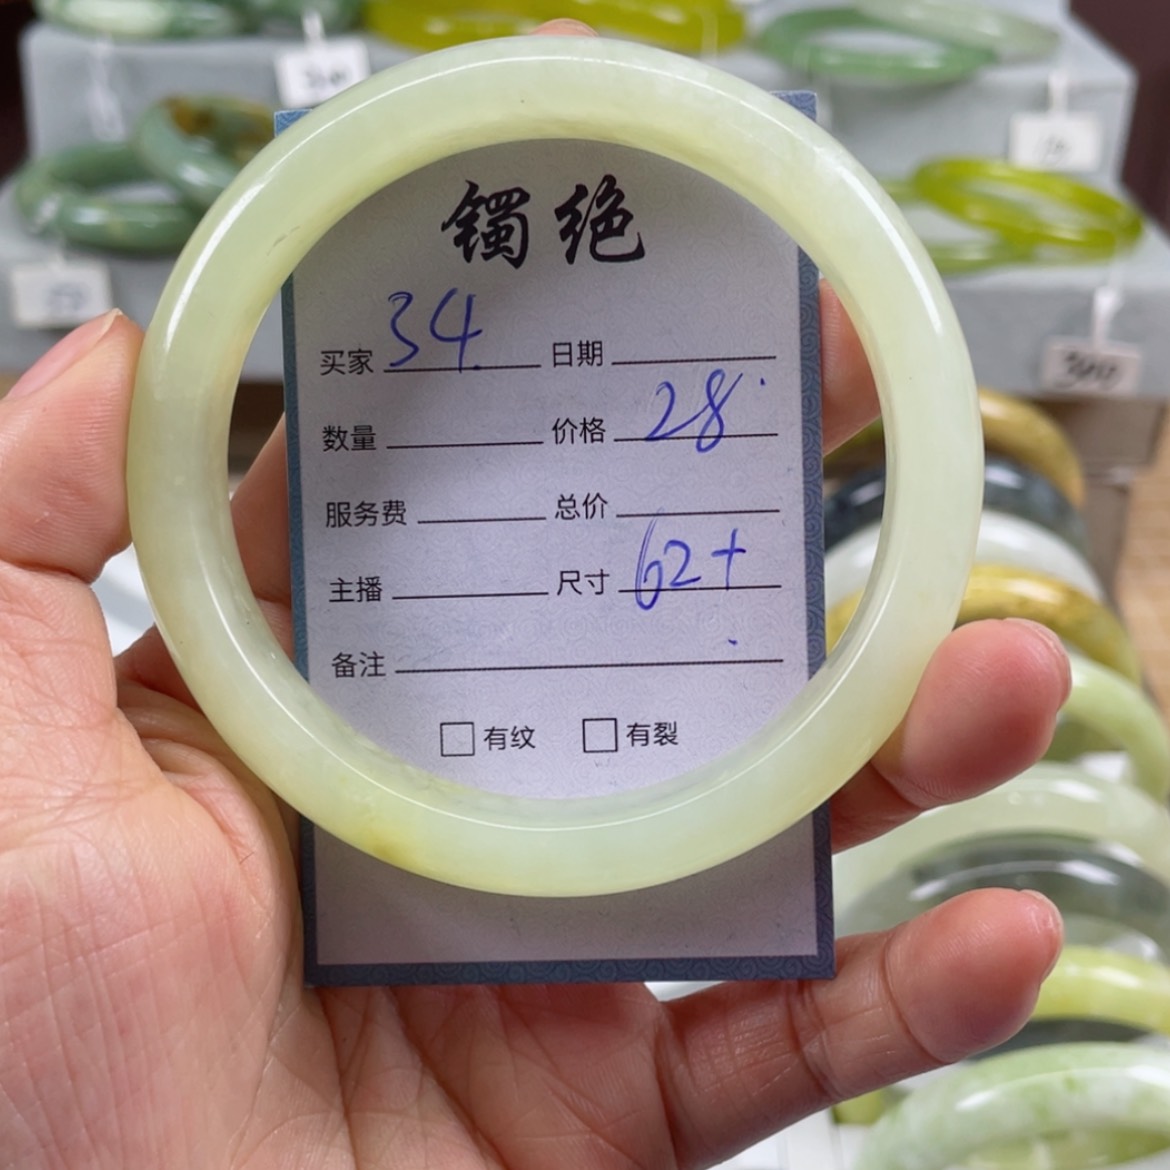 镯绝
买家 34. 日期
数量 价格 28.
服务费 总价
主播 尺寸 62+
备注
□有纹 □有裂
300